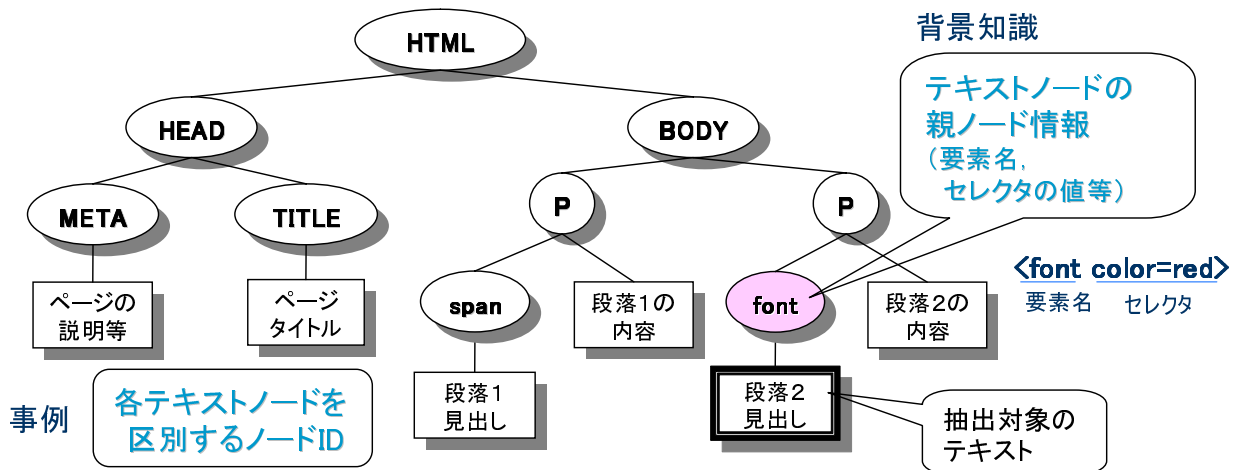 HTML
背景知識
テキストノードの
親ノード情報
(要素名,
セレクタの値等)
HEAD
BODY
META
TITLE
P
P
<font color=red>
要素名 セレクタ
ページの
説明等
ページ
タイトル
span
段落1の
内容
font
段落2の
内容
段落1
見出し
段落2
見出し
事例
各テキストノードを
区別するノードID
抽出対象の
テキスト